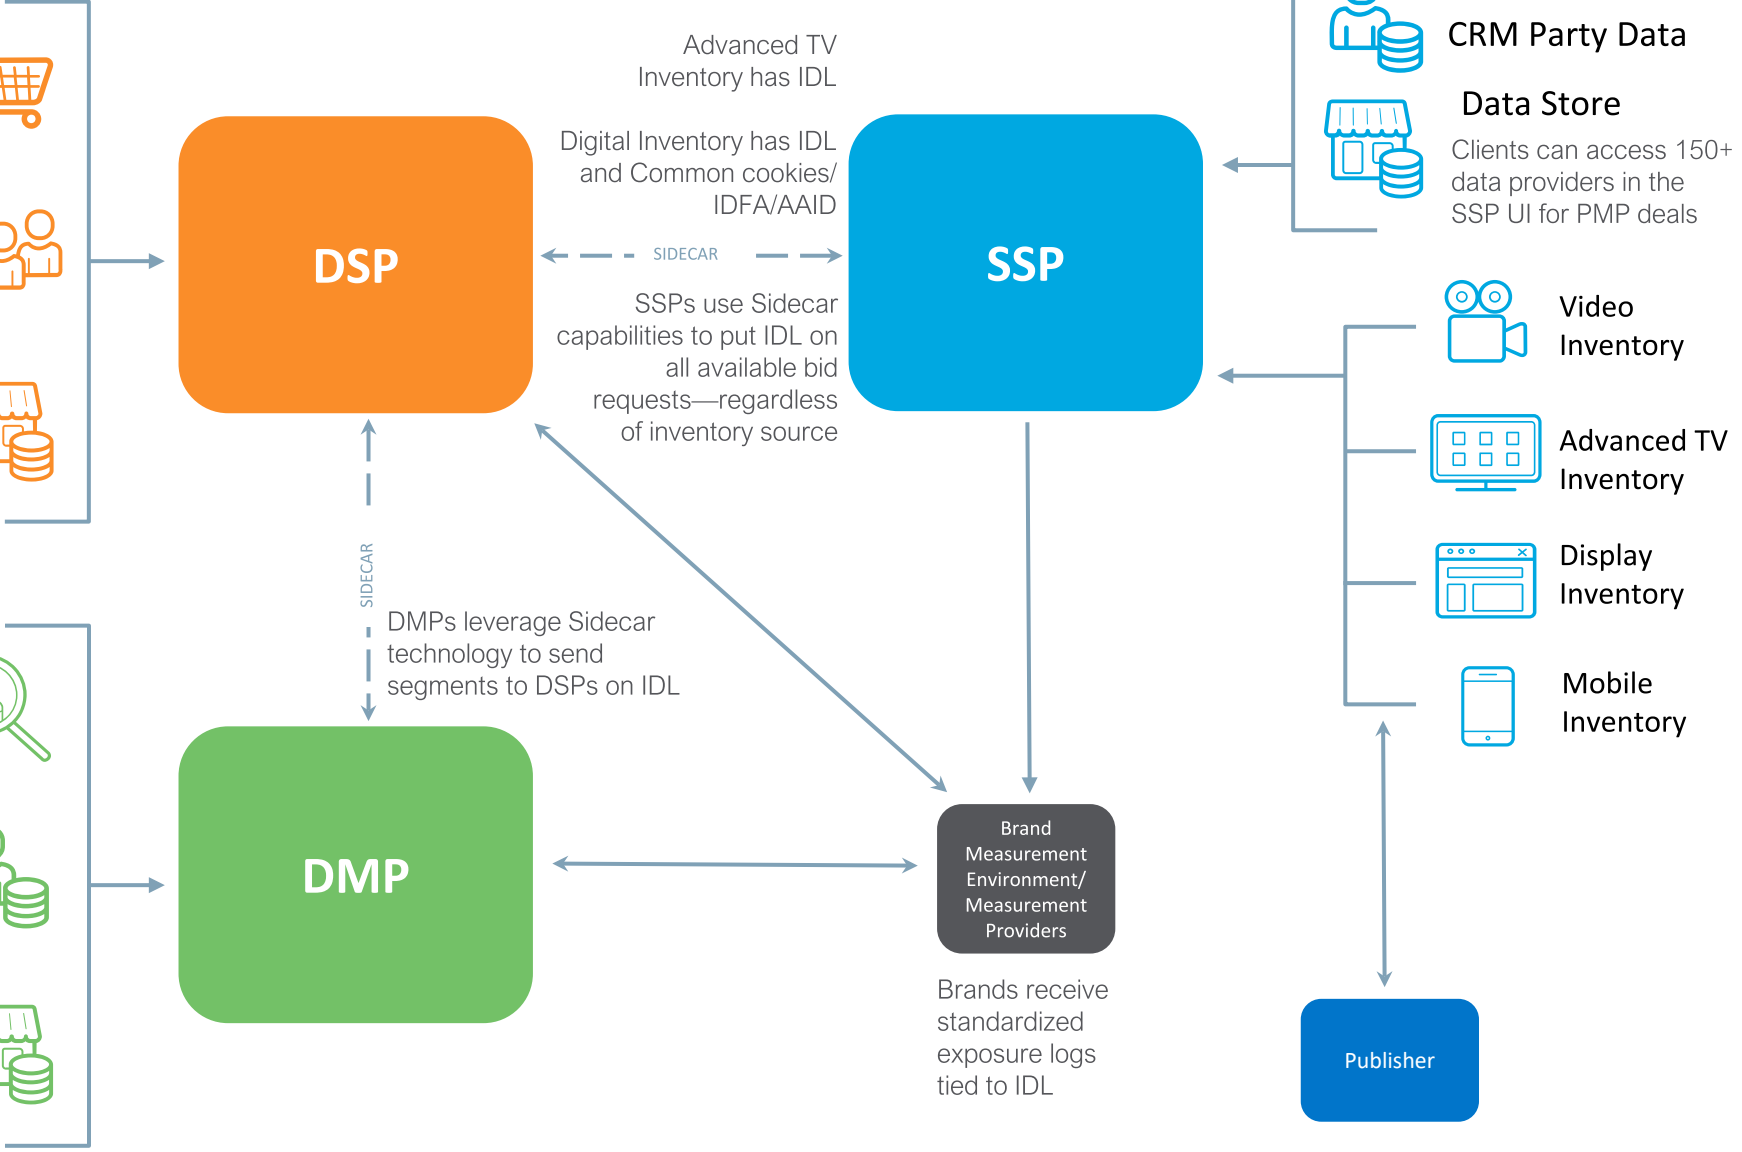 Advanced TV
Inventory has IDL
Digital Inventory has IDL
and Common cookies/
IDFA/AAID
DSP
SIDECAR
SSP
SSPs use Sidecar
capabilities to put IDL on
all available bid
requests—regardless
of inventory source
CRM Party Data
Data Store
Clients can access 150+
data providers in the
SSP UI for PMP deals
Video
Inventory
Advanced TV
Inventory
Display
Inventory
Mobile
Inventory
SIDECAR
DMPs leverage Sidecar
technology to send
segments to DSPs on IDL
DMP
Brand
Measurement
Environment/
Measurement
Providers
Brands receive
standardized
exposure logs
tied to IDL
Publisher